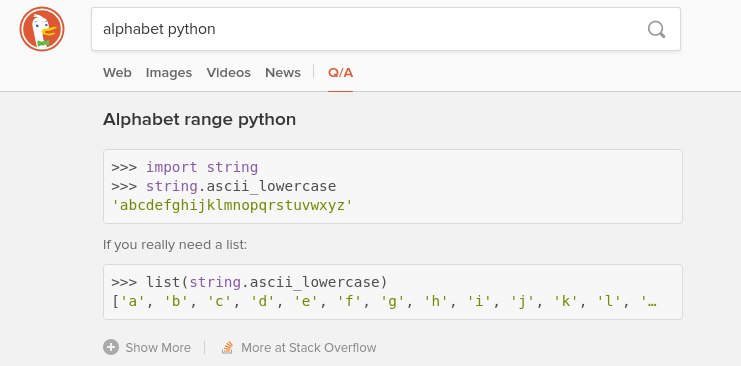 alphabet python
Web Images Videos News Q/A
Alphabet range python
>>> import string
>>> string.ascii_lowercase
'abcdefghijklmnopqrstuvwxyz'
If you really need a list:
>>> list(string.ascii_lowercase)
['a', 'b', 'c', 'd', 'e', 'f', 'g', 'h', 'i', 'j', 'k', 'l', '…
Show More More at Stack Overflow